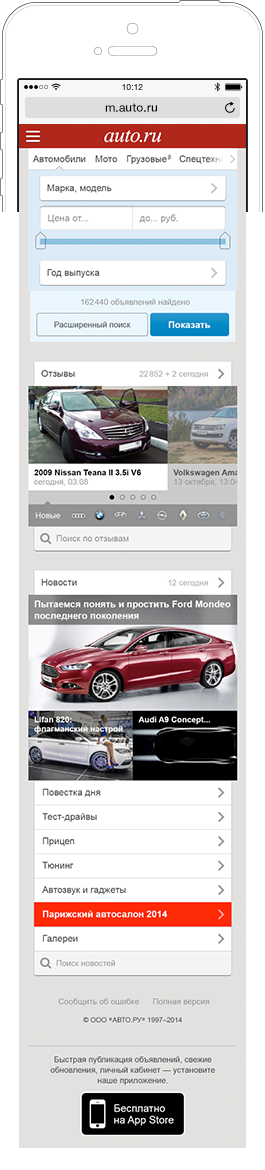 10:12
m.auto.ru
auto.ru
Автомобили Мото Грузовыеβ Спецтехн
Марка, модель
Цена от... до... руб.
Год выпуска
162 440 объявлений найдено
Расширенный поиск Показать
Отзывы 22 852 + 2 сегодня
2009 Nissan Teana II 3.5i V6 Volkswagen Ama
сегодня, 03.08 13 октября, 13:04
Новые
Поиск по отзывам
Новости 12 сегодня
Пытаемся понять и простить Ford Mondeo
последнего поколения
Lifan 820: Audi A9 Concept...
флагманский настрой
Повестка дня
Тест-драйвы
Прицеп
Тюнинг
Автозвук и гаджеты
Парижский автосалон 2014
Галереи
Поиск новостей
Сообщить об ошибке Полная версия
© ООО «АВТО.РУ» 1997–2014
Быстрая публикация объявлений, свежие
обновления, личный кабинет — установите
наше приложение.
Бесплатно
на App Store